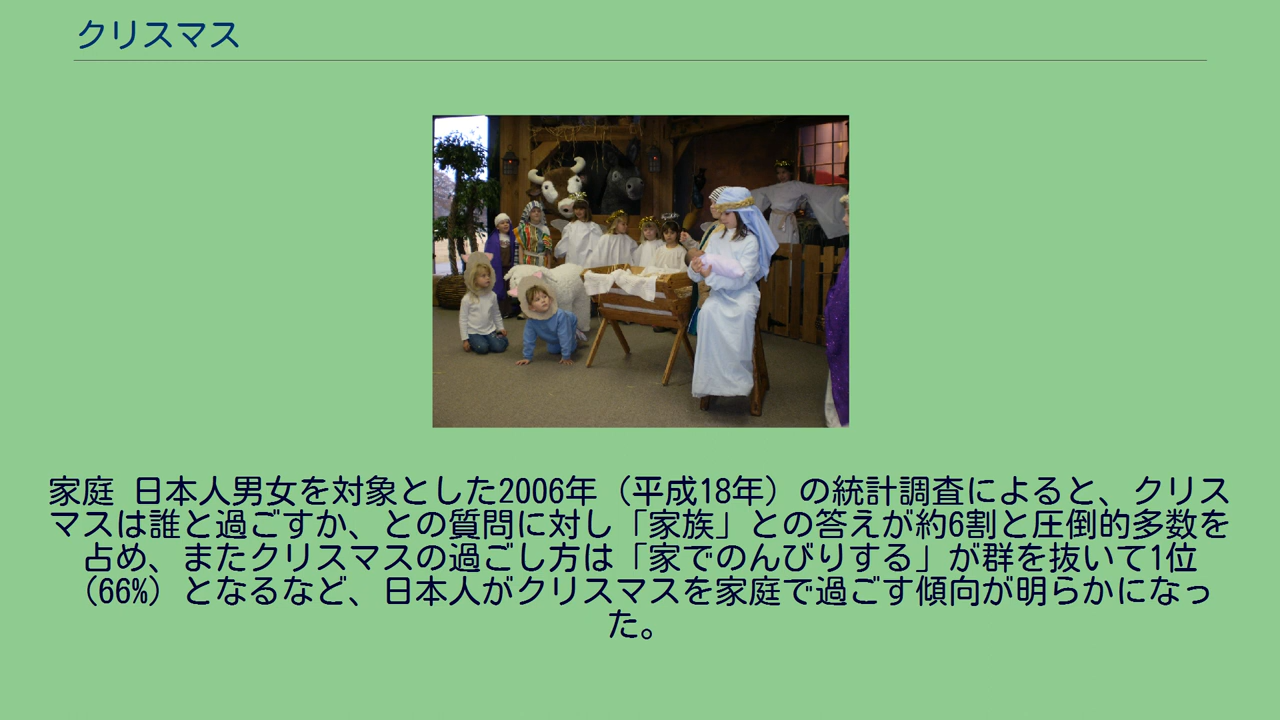 クリスマス
家庭 日本人男女を対象とした2006年（平成18年）の統計調査によると、クリス
マスは誰と過ごすか、との質問に対し「家族」との答えが約6割と圧倒的多数を
占め、またクリスマスの過ごし方は「家でのんびりする」が群を抜いて1位
（66%）となるなど、日本人がクリスマスを家庭で過ごす傾向が明らかになっ
た。